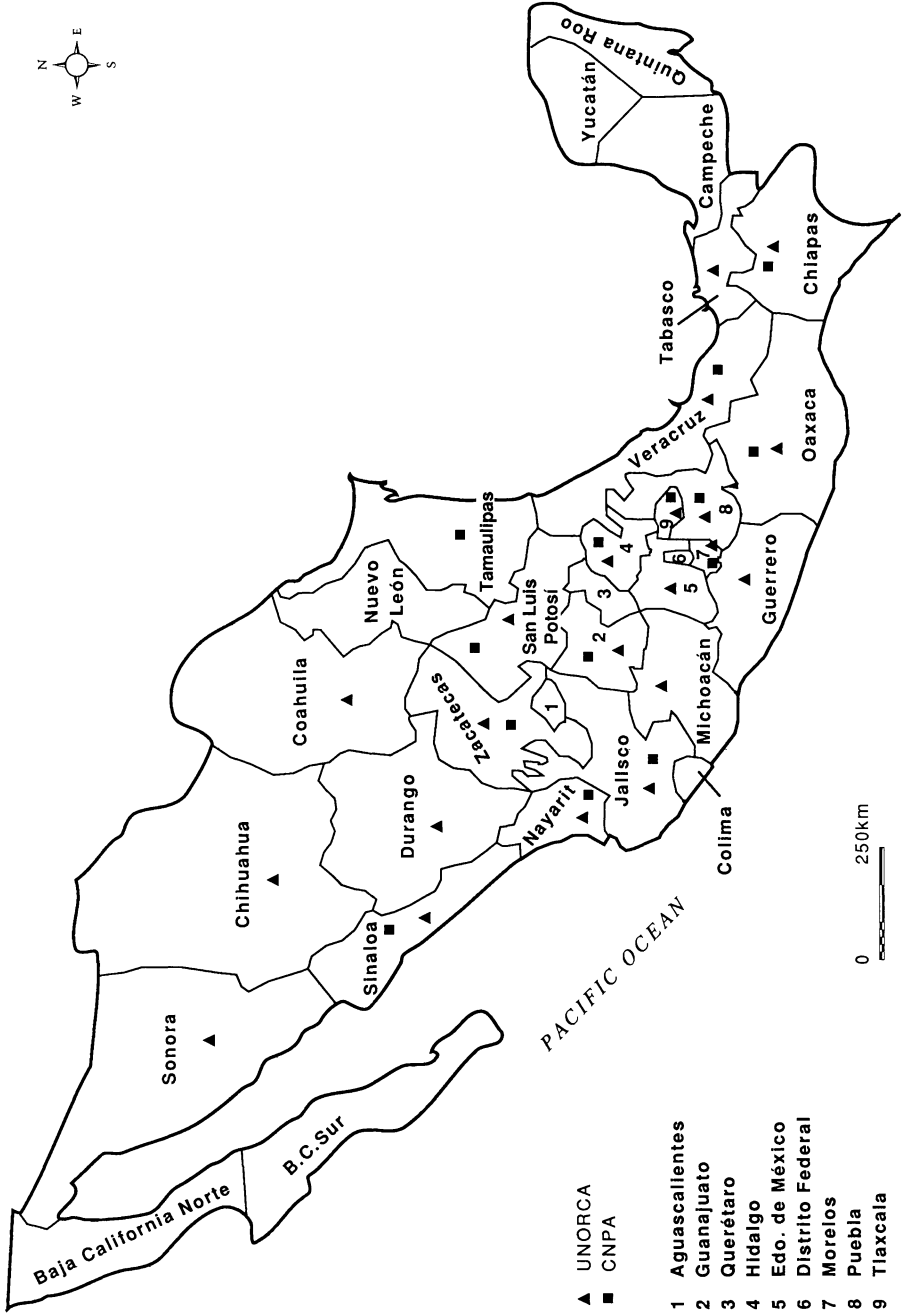 N
W E
S
Baja California Norte
B.C.Sur
Sonora
Chihuahua
Coahuila
Nuevo
León
Tamaulipas
Sinaloa
Durango
Zacatecas
San Luis
Potosí
Nayarit
Jalisco
Colima
Michoacán
Guerrero
Oaxaca
Veracruz
Tabasco
Chiapas
Campeche
Yucatán
Quintana Roo
1
2
3
4
5
6
7
8
9
PACIFIC OCEAN
0 250km
▲ UNORCA
■ CNPA
1 Aguascalientes
2 Guanajuato
3 Querétaro
4 Hidalgo
5 Edo. de México
6 Distrito Federal
7 Morelos
8 Puebla
9 Tlaxcala